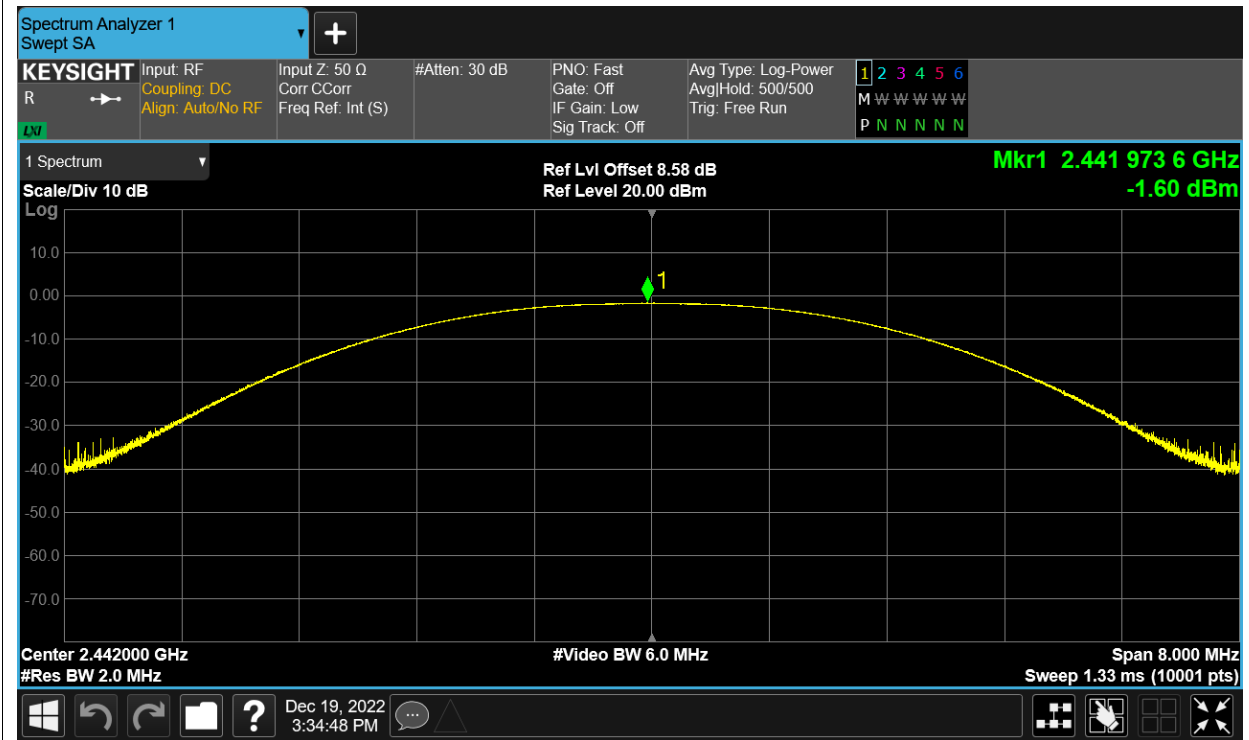 Spectrum Analyzer 1
Swept SA
KEYSIGHT
R
LXI
Input: RF
Coupling: DC
Align: Auto/No RF
Input Z: 50 Ω
Corr CCorr
Freq Ref: Int (S)
#Atten: 30 dB
PNO: Fast
Gate: Off
IF Gain: Low
Sig Track: Off
Avg Type: Log-Power
Avg|Hold: 500/500
Trig: Free Run
1 2 3 4 5 6
M W W W W W
P N N N N N
1 Spectrum
Scale/Div 10 dB
Ref Lvl Offset 8.58 dB
Ref Level 20.00 dBm
Mkr1 2.441 973 6 GHz
-1.60 dBm
Log
10.0
0.00
-10.0
-20.0
-30.0
-40.0
-50.0
-60.0
-70.0
1
Center 2.442000 GHz
#Res BW 2.0 MHz
#Video BW 6.0 MHz
Span 8.000 MHz
Sweep 1.33 ms (10001 pts)
?
Dec 19, 2022
3:34:48 PM